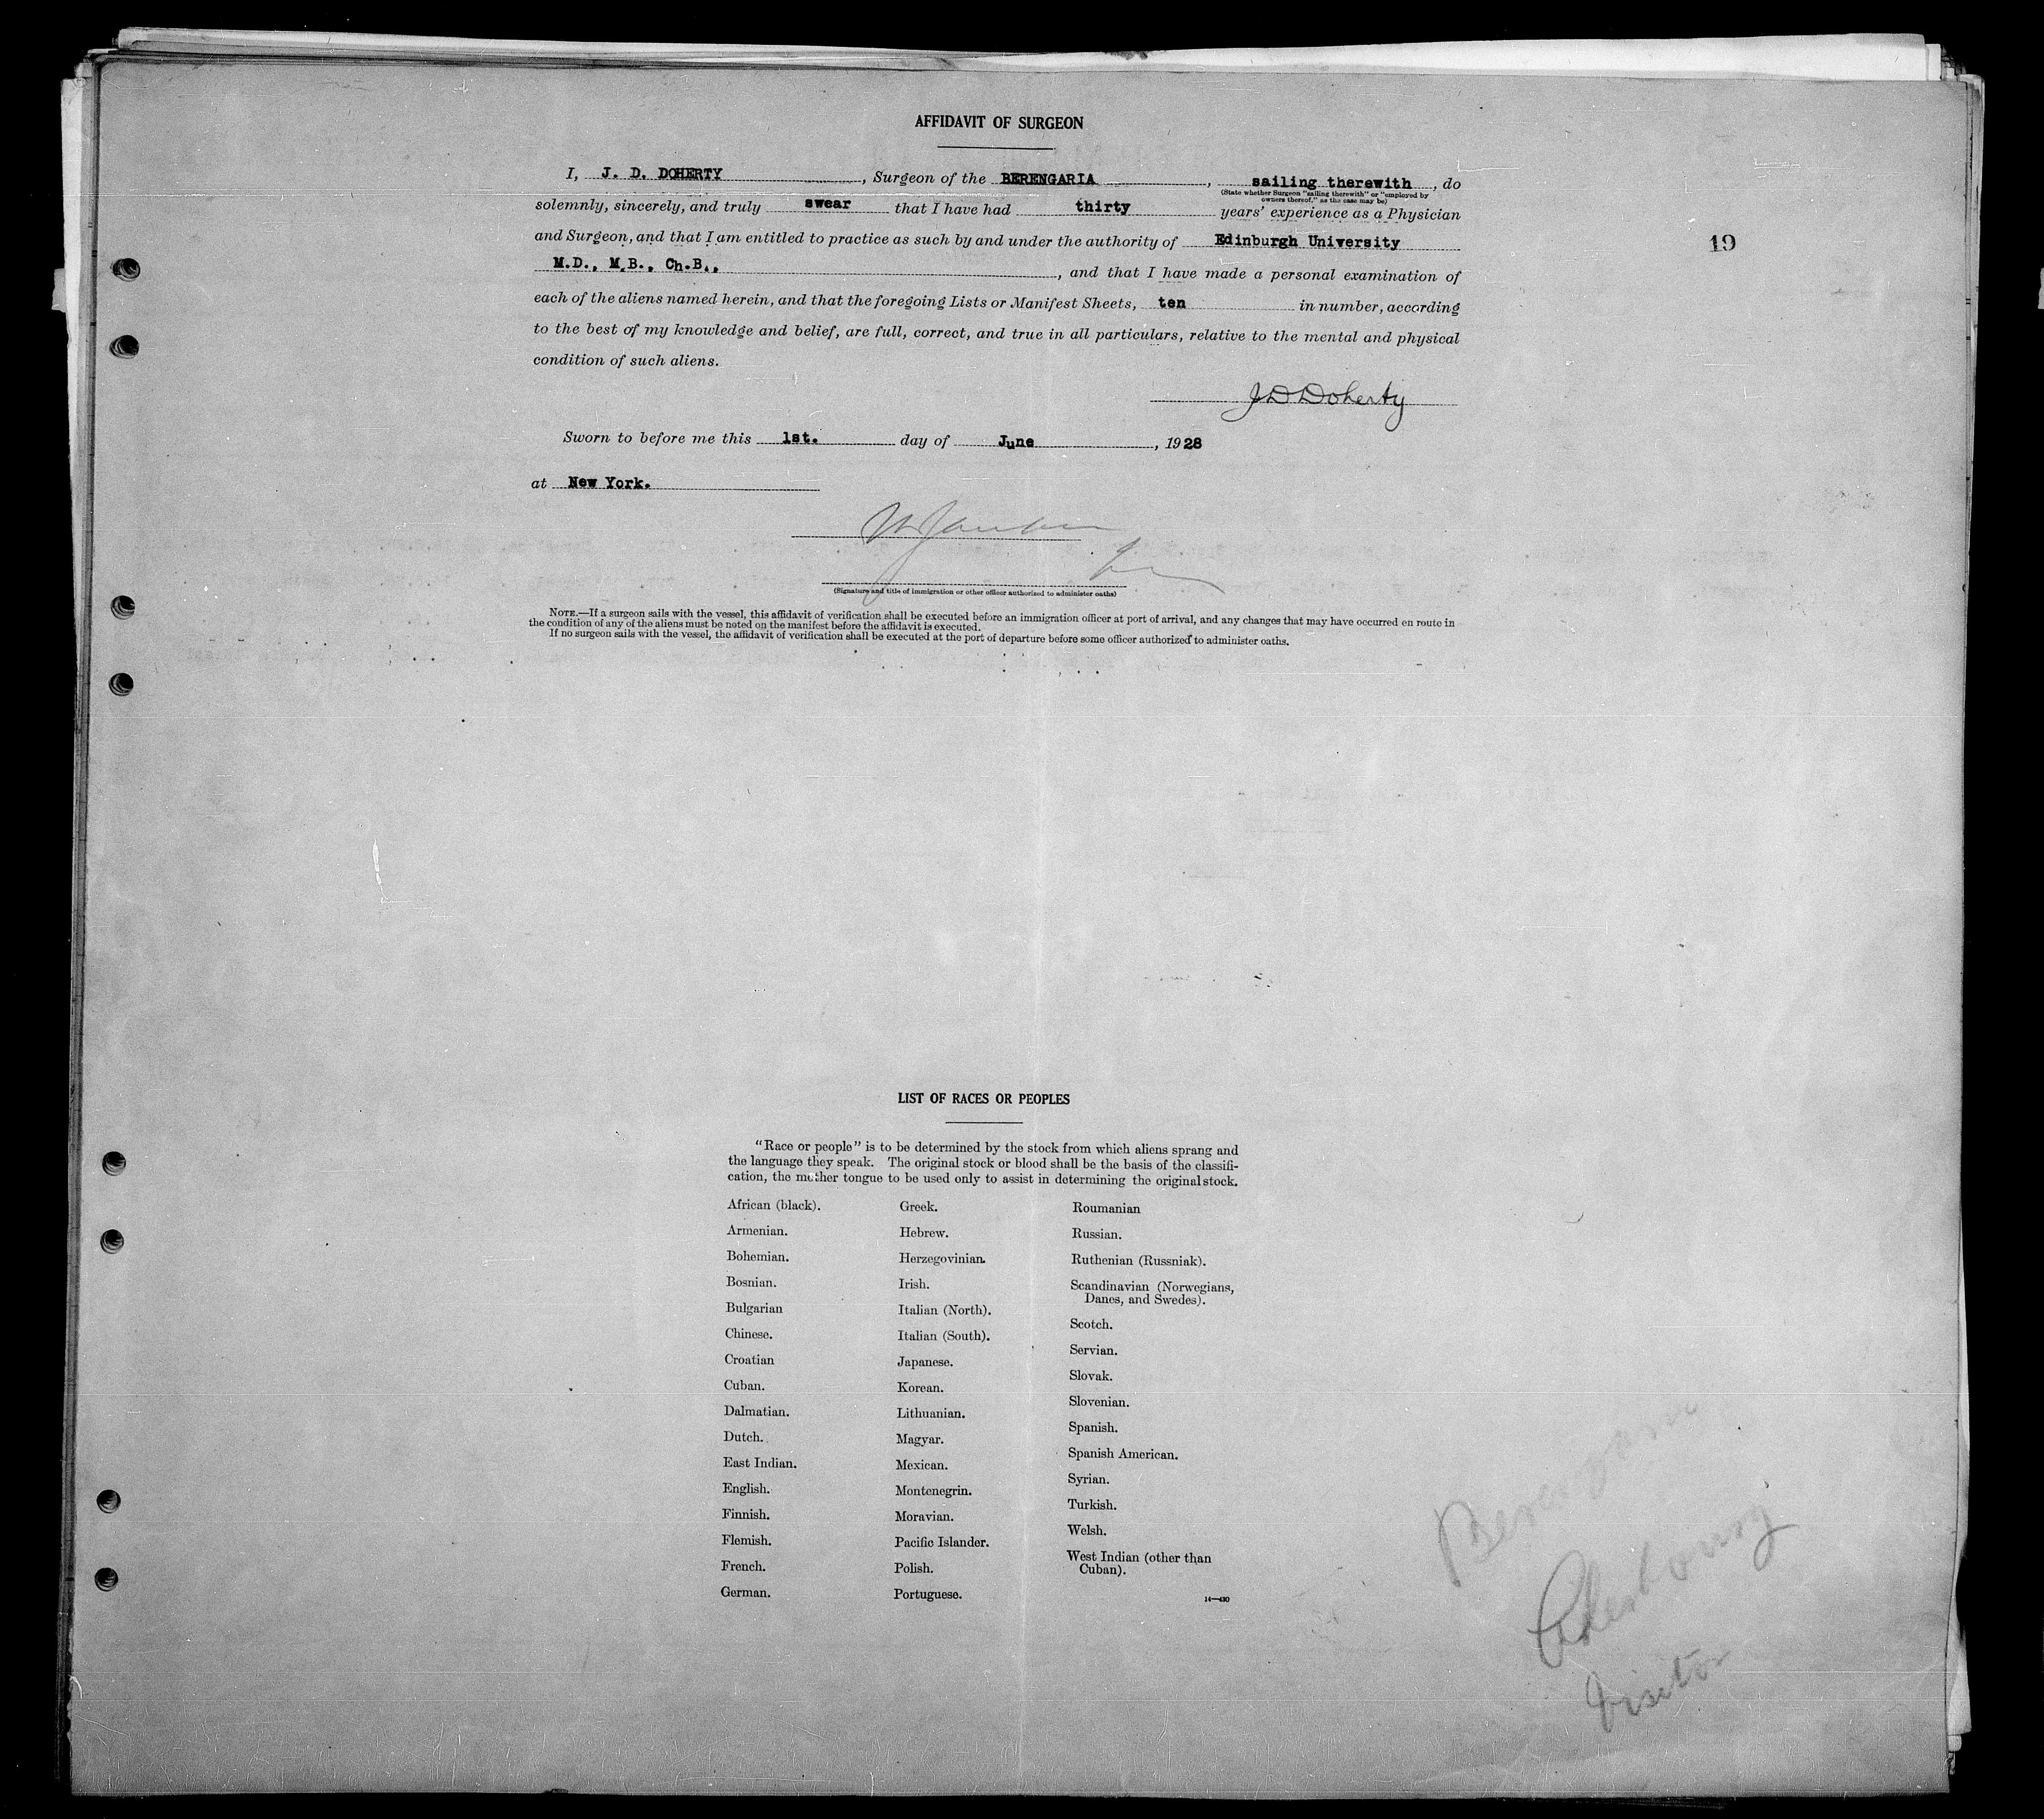 AFFIDAVIT OF SURGEON
I, J. D. DOHERTY, Surgeon of the BERENGARIA, sailing therewith, do
(State whether Surgeon "sailing therewith" or "employed by
owners thereof," as the case may be)
solemnly, sincerely, and truly swear that I have had thirty years' experience as a Physician
and Surgeon, and that I am entitled to practice as such by and under the authority of Edinburgh University
19
M.D., M.B., Ch.B., , and that I have made a personal examination of
each of the aliens named herein, and that the foregoing Lists or Manifest Sheets, ten in number, according
to the best of my knowledge and belief, are full, correct, and true in all particulars, relative to the mental and physical
condition of such aliens.
J D Doherty
Sworn to before me this 1st. day of June, 1928
at New York.
(Signature and title of immigration or other officer authorized to administer oaths)
NOTE.—If a surgeon sails with the vessel, this affidavit of verification shall be executed before an immigration officer at port of arrival, and any changes that may have occurred en route in
the condition of any of the aliens must be noted on the manifest before the affidavit is executed.
If no surgeon sails with the vessel, the affidavit of verification shall be executed at the port of departure before some officer authorized to administer oaths.
LIST OF RACES OR PEOPLES
"Race or people" is to be determined by the stock from which aliens sprang and
the language they speak. The original stock or blood shall be the basis of the classifi-
cation, the mother tongue to be used only to assist in determining the original stock.
African (black).
Armenian.
Bohemian.
Bosnian.
Bulgarian
Chinese.
Croatian
Cuban.
Dalmatian.
Dutch.
East Indian.
English.
Finnish.
Flemish.
French.
German.
Greek.
Hebrew.
Herzegovinian.
Irish.
Italian (North).
Italian (South).
Japanese.
Korean.
Lithuanian.
Magyar.
Mexican.
Montenegrin.
Moravian.
Pacific Islander.
Polish.
Portuguese.
Roumanian
Russian.
Ruthenian (Russniak).
Scandinavian (Norwegians,
Danes, and Swedes).
Scotch.
Servian.
Slovak.
Slovenian.
Spanish.
Spanish American.
Syrian.
Turkish.
Welsh.
West Indian (other than
Cuban).
14—430
Visitor